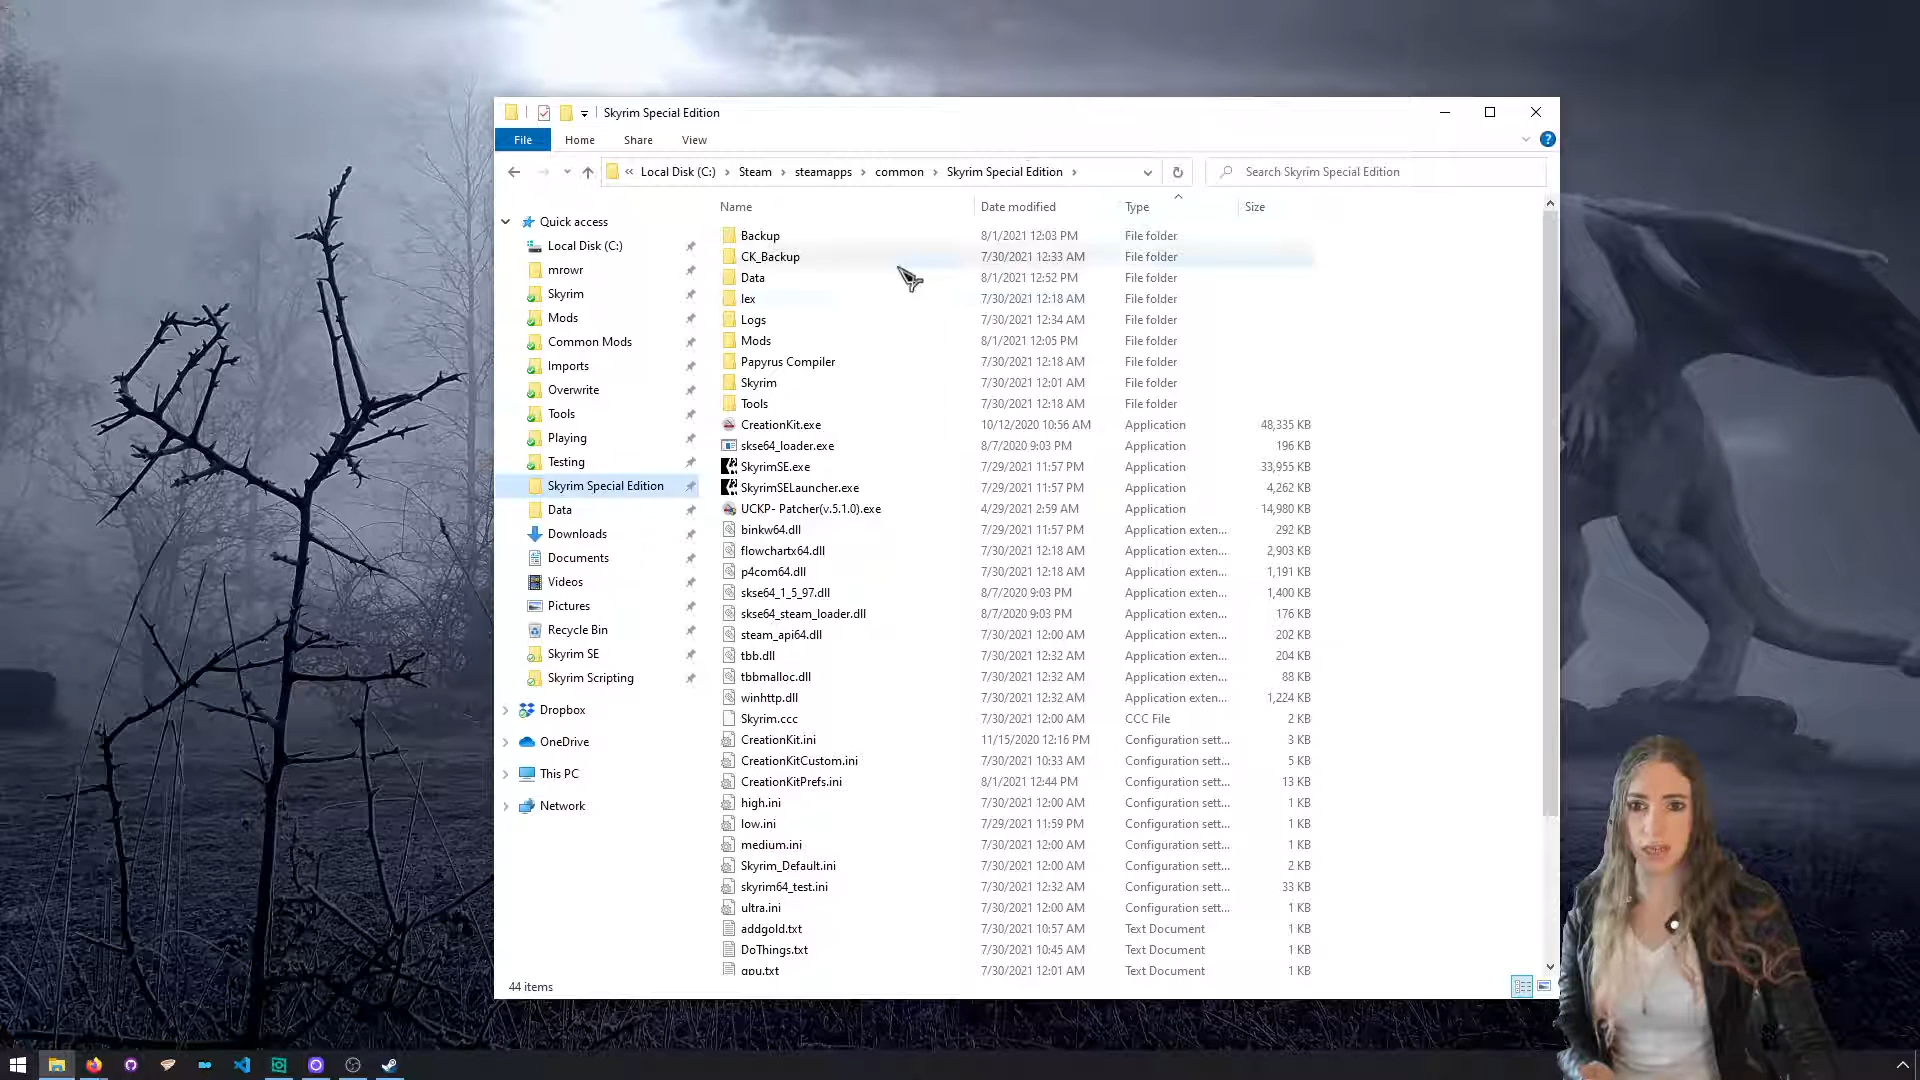 Skyrim Special Edition
File Home Share View
« Local Disk (C:) › Steam › steamapps › common › Skyrim Special Edition ›
Search Skyrim Special Edition
Quick access
Local Disk (C:)
mrowr
Skyrim
Mods
Common Mods
Imports
Overwrite
Tools
Playing
Testing
Skyrim Special Edition
Data
Downloads
Documents
Videos
Pictures
Recycle Bin
Skyrim SE
Skyrim Scripting
Dropbox
OneDrive
This PC
Network
Name Date modified Type Size
Backup 8/1/2021 12:03 PM File folder
CK_Backup 7/30/2021 12:33 AM File folder
Data 8/1/2021 12:52 PM File folder
lex 7/30/2021 12:18 AM File folder
Logs 7/30/2021 12:34 AM File folder
Mods 8/1/2021 12:05 PM File folder
Papyrus Compiler 7/30/2021 12:18 AM File folder
Skyrim 7/30/2021 12:01 AM File folder
Tools 7/30/2021 12:18 AM File folder
CreationKit.exe 10/12/2020 10:56 AM Application 48,335 KB
skse64_loader.exe 8/7/2020 9:03 PM Application 196 KB
SkyrimSE.exe 7/29/2021 11:57 PM Application 33,955 KB
SkyrimSELauncher.exe 7/29/2021 11:57 PM Application 4,262 KB
UCKP- Patcher(v.5.1.0).exe 4/29/2021 2:59 AM Application 14,980 KB
binkw64.dll 7/29/2021 11:57 PM Application exten... 292 KB
flowchartx64.dll 7/30/2021 12:18 AM Application exten... 2,903 KB
p4com64.dll 7/30/2021 12:18 AM Application exten... 1,191 KB
skse64_1_5_97.dll 8/7/2020 9:03 PM Application exten... 1,400 KB
skse64_steam_loader.dll 8/7/2020 9:03 PM Application exten... 176 KB
steam_api64.dll 7/30/2021 12:00 AM Application exten... 202 KB
tbb.dll 7/30/2021 12:32 AM Application exten... 204 KB
tbbmalloc.dll 7/30/2021 12:32 AM Application exten... 88 KB
winhttp.dll 7/30/2021 12:32 AM Application exten... 1,224 KB
Skyrim.ccc 7/30/2021 12:00 AM CCC File 2 KB
CreationKit.ini 11/15/2020 12:16 PM Configuration sett... 3 KB
CreationKitCustom.ini 7/30/2021 10:33 AM Configuration sett... 5 KB
CreationKitPrefs.ini 8/1/2021 12:44 PM Configuration sett... 13 KB
high.ini 7/30/2021 12:00 AM Configuration sett... 1 KB
low.ini 7/29/2021 11:59 PM Configuration sett... 1 KB
medium.ini 7/30/2021 12:00 AM Configuration sett... 1 KB
Skyrim_Default.ini 7/30/2021 12:00 AM Configuration sett... 2 KB
skyrim64_test.ini 7/30/2021 12:32 AM Configuration sett... 33 KB
ultra.ini 7/30/2021 12:00 AM Configuration sett... 1 KB
addgold.txt 7/30/2021 10:57 AM Text Document 1 KB
DoThings.txt 7/30/2021 10:45 AM Text Document 1 KB
gpu.txt 7/30/2021 12:01 AM Text Document 1 KB
44 items